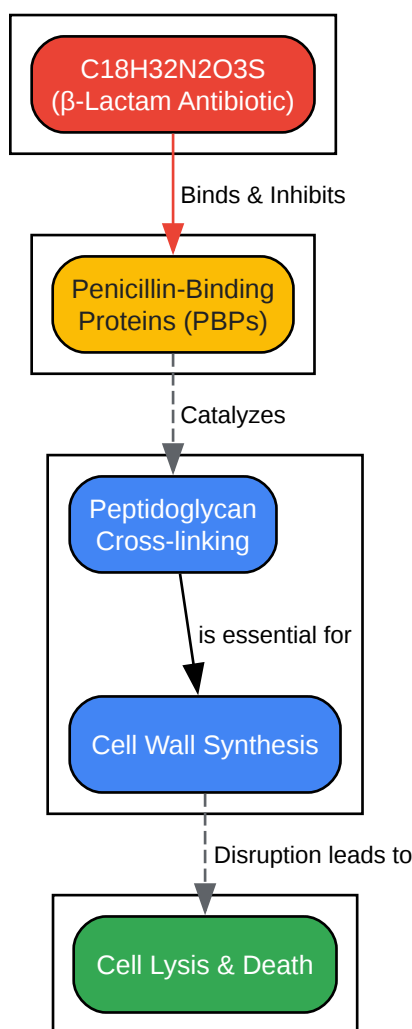 C18H32N2O3S
(β-Lactam Antibiotic)
Binds & Inhibits
Penicillin-Binding
Proteins (PBPs)
Catalyzes
Peptidoglycan
Cross-linking
is essential for
Cell Wall Synthesis
Disruption leads to
Cell Lysis & Death